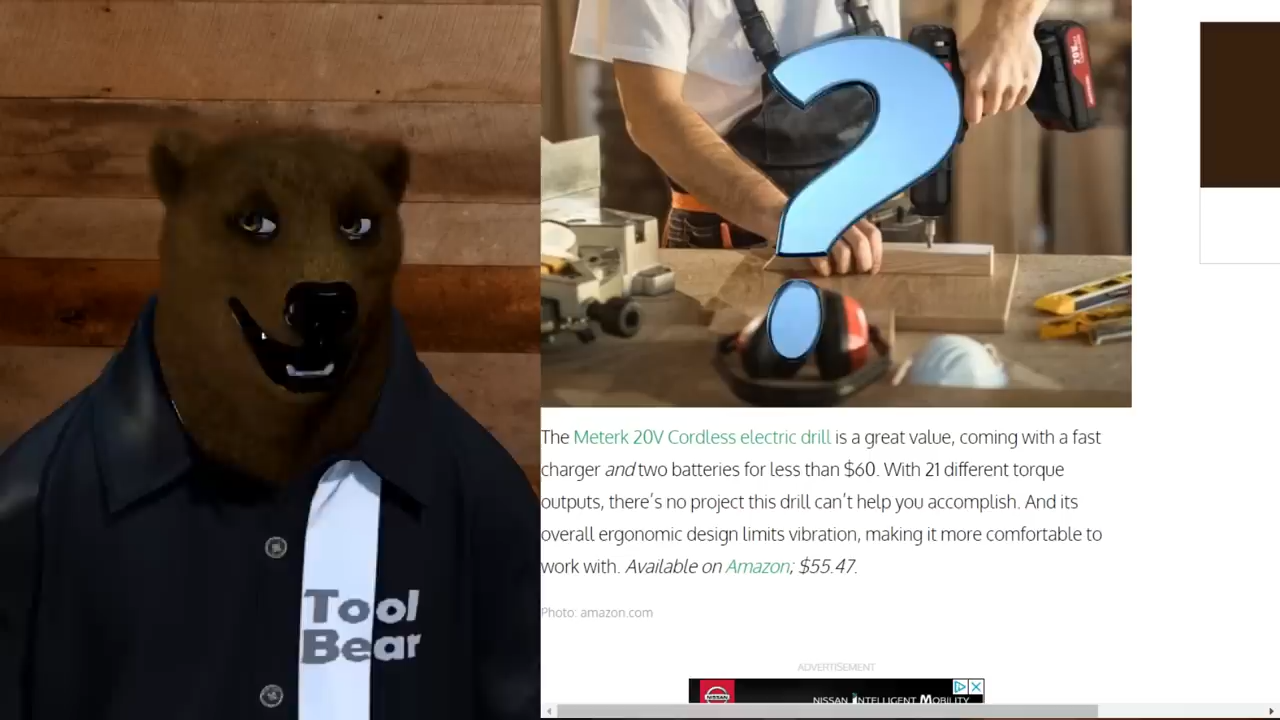 20V
The Meterk 20V Cordless electric drill is a great value, coming with a fast
charger and two batteries for less than $60. With 21 different torque
outputs, there's no project this drill can't help you accomplish. And its
overall ergonomic design limits vibration, making it more comfortable to
work with. Available on Amazon; $55.47.
Photo: amazon.com
ADVERTISEMENT
NISSAN
NISSAN INTELLIGENT MOBILITY
Tool
Bear